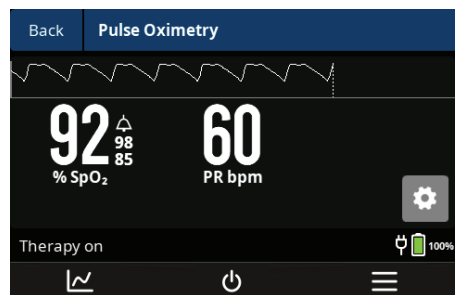 Back
Pulse Oximetry
92
98
85
% SpO₂
60
PR bpm
Therapy on
100%